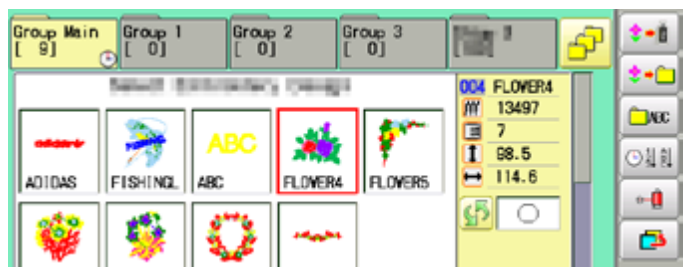 Group Main
[ 9]
Group 1
[ 0]
Group 2
[ 0]
Group 3
[ 0]
004 FLOWER4
13497
7
98.5
114.6
ADIDAS
FISHINGL
ABC
ABC
FLOWER4
FLOWER5
ABC